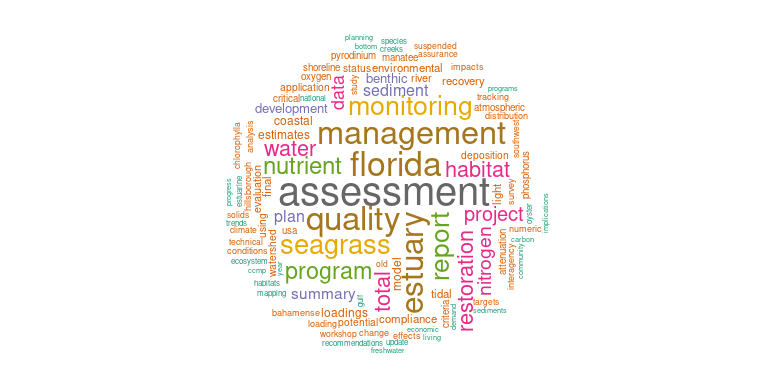 planning
bottom species
creeks
suspended
assurance
pyrodinium manatee
shoreline status environmental impacts
oxygen
study
benthic river recovery
application
data
sediment
programs
critical national
tracking
development
monitoring
atmospheric
distribution
coastal
estimates
management
southwest
chlorophylla
analysis
water
nutrient
florida
deposition
habitat
phosphorus
progress
estuarine
hillsborough
evaluation
final
assessment
light
survey
solids
trends
using
plan
quality
estuary
report
project
oyster
implications
climate
usa
numeric
technical
conditions
watershed
seagrass
restoration
nitrogen
attenuation
carbon
interagency
community
ecosystem
ccmp
year
program
old
model
total
habitats
mapping
summary
gulf
tidal
criteria
demand
targets
sediments
bahamense loadings
loading potential compliance
economic
workshop change effects living
recommendations update
freshwater